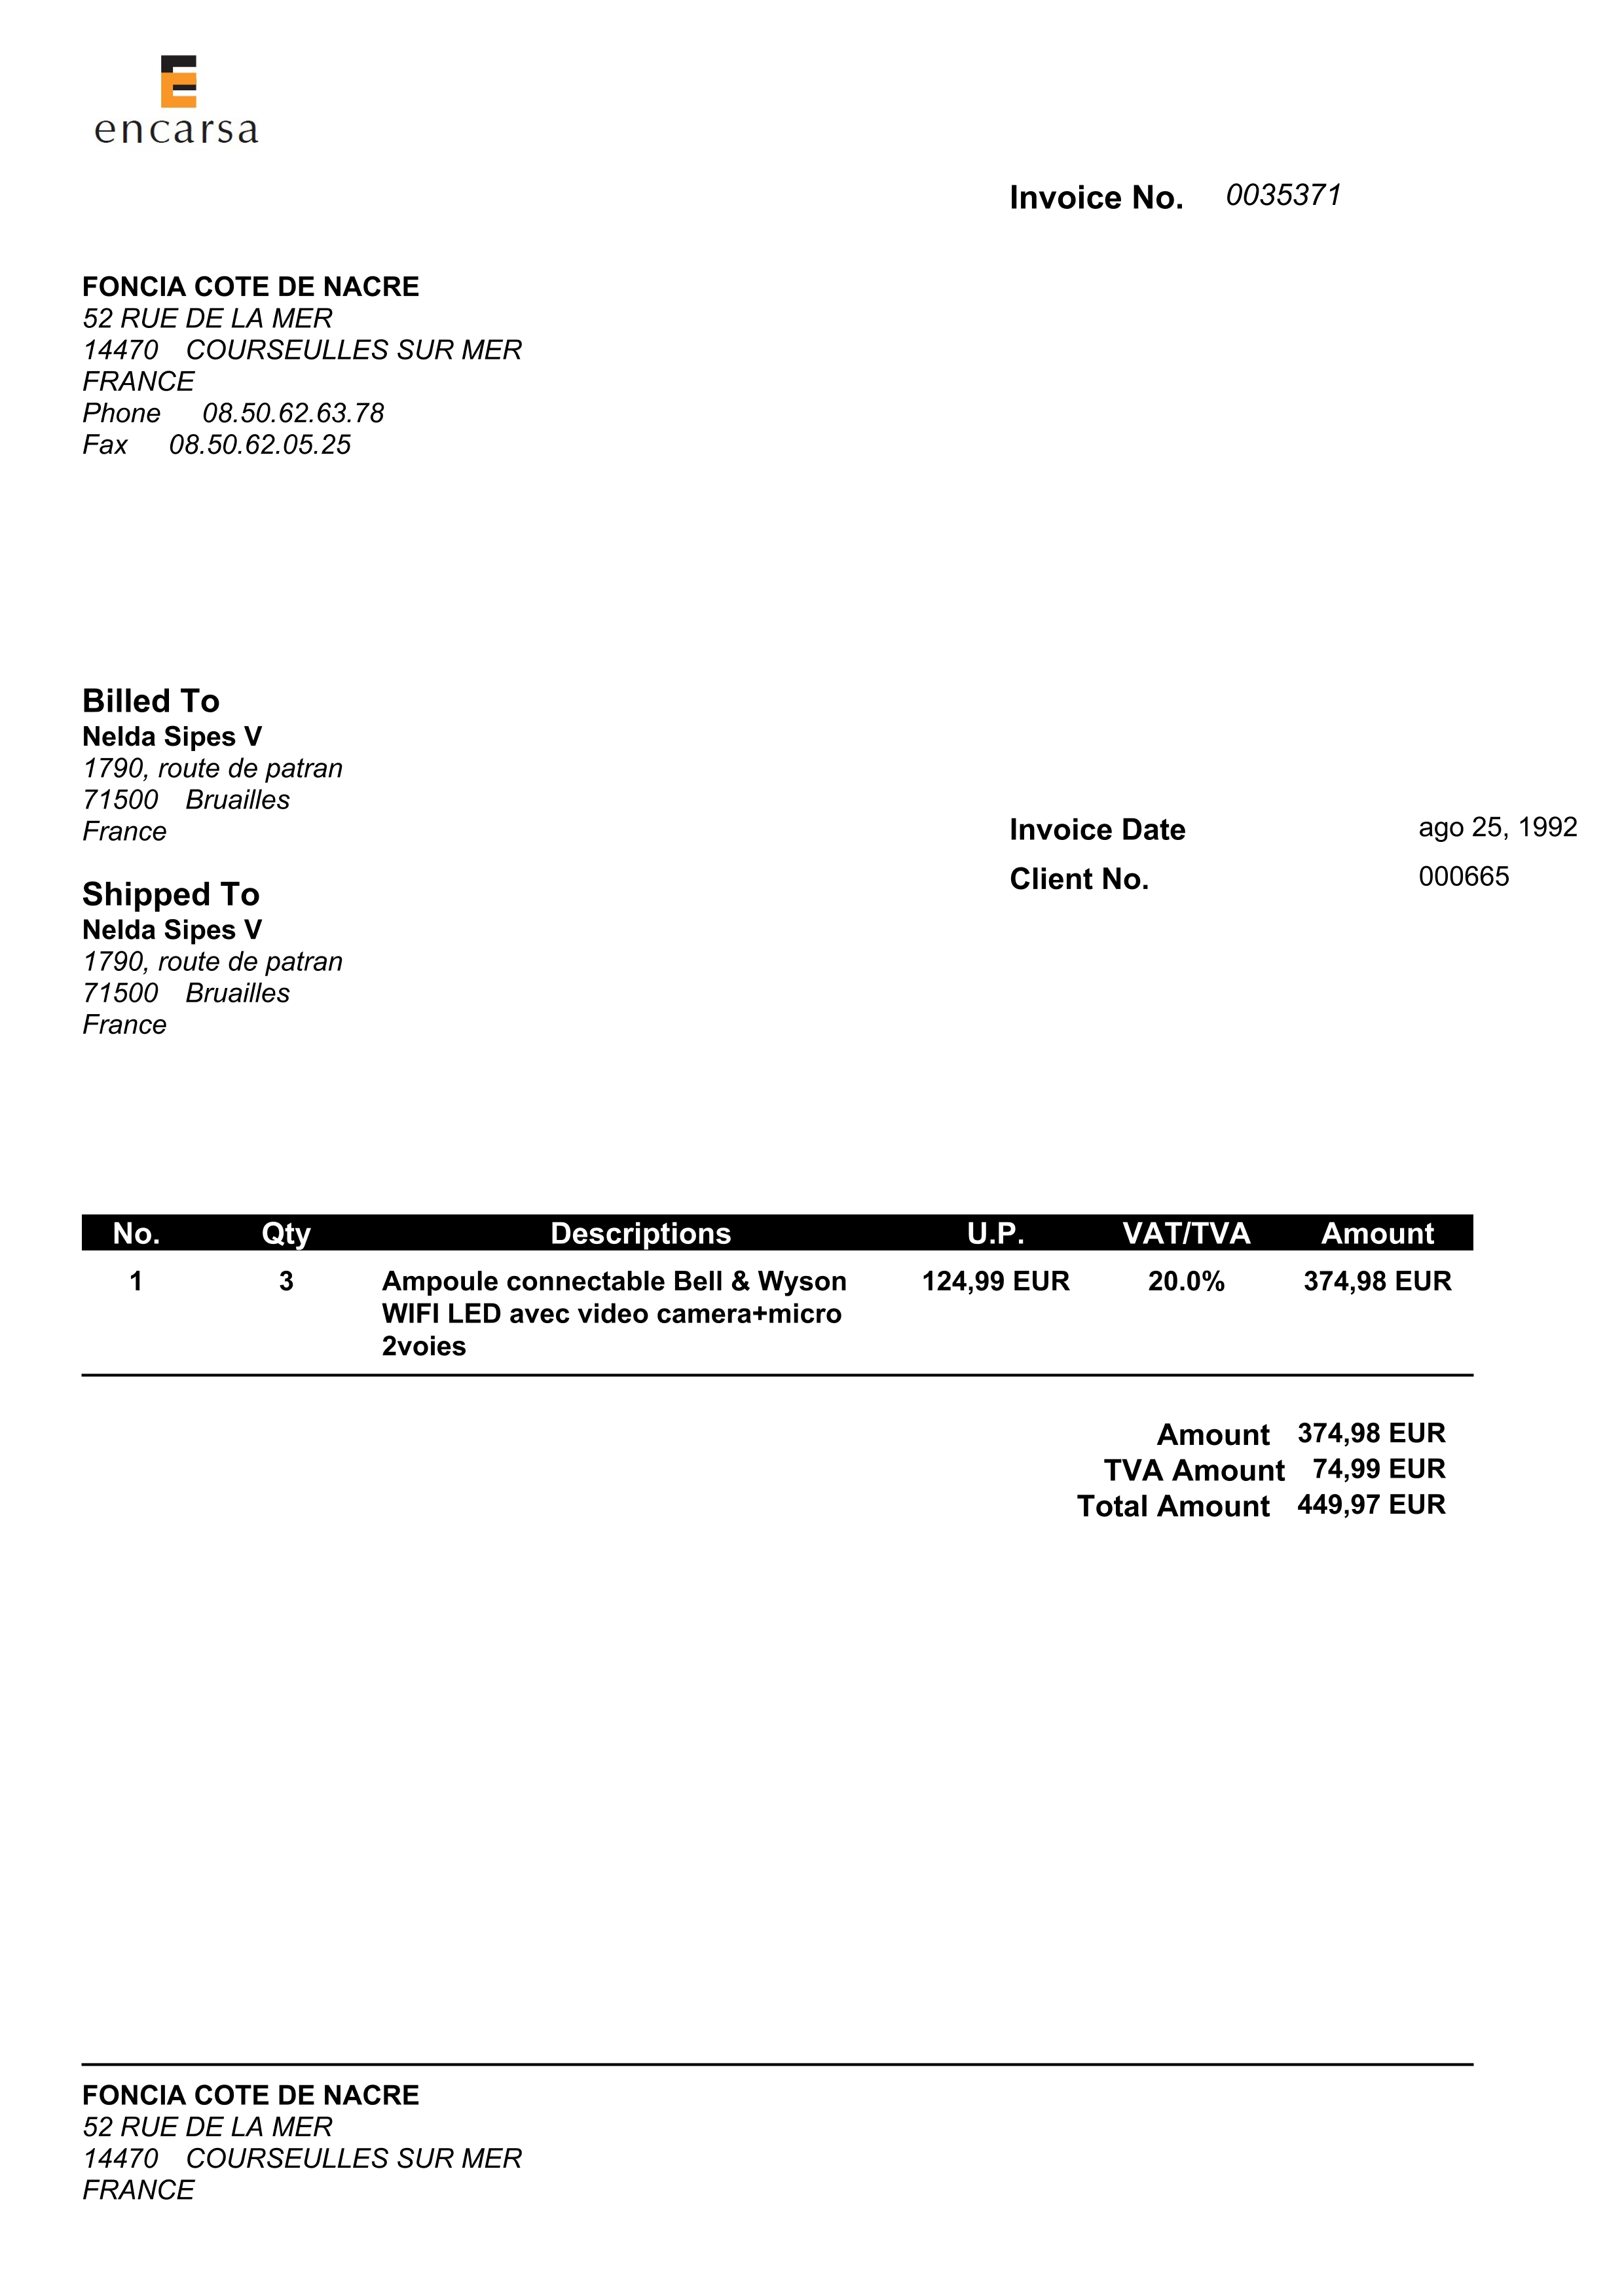 encarsa
Invoice No. 0035371
FONCIA COTE DE NACRE
52 RUE DE LA MER
14470 COURSEULLES SUR MER
FRANCE
Phone 08.50.62.63.78
Fax 08.50.62.05.25
Billed To
Nelda Sipes V
1790, route de patran
71500 Bruailles
France
Invoice Date ago 25, 1992
Client No. 000665
Shipped To
Nelda Sipes V
1790, route de patran
71500 Bruailles
France
No. Qty Descriptions U.P. VAT/TVA Amount
1 3 Ampoule connectable Bell & Wyson 124,99 EUR 20.0% 374,98 EUR
WIFI LED avec video camera+micro
2voies
Amount 374,98 EUR
TVA Amount 74,99 EUR
Total Amount 449,97 EUR
FONCIA COTE DE NACRE
52 RUE DE LA MER
14470 COURSEULLES SUR MER
FRANCE